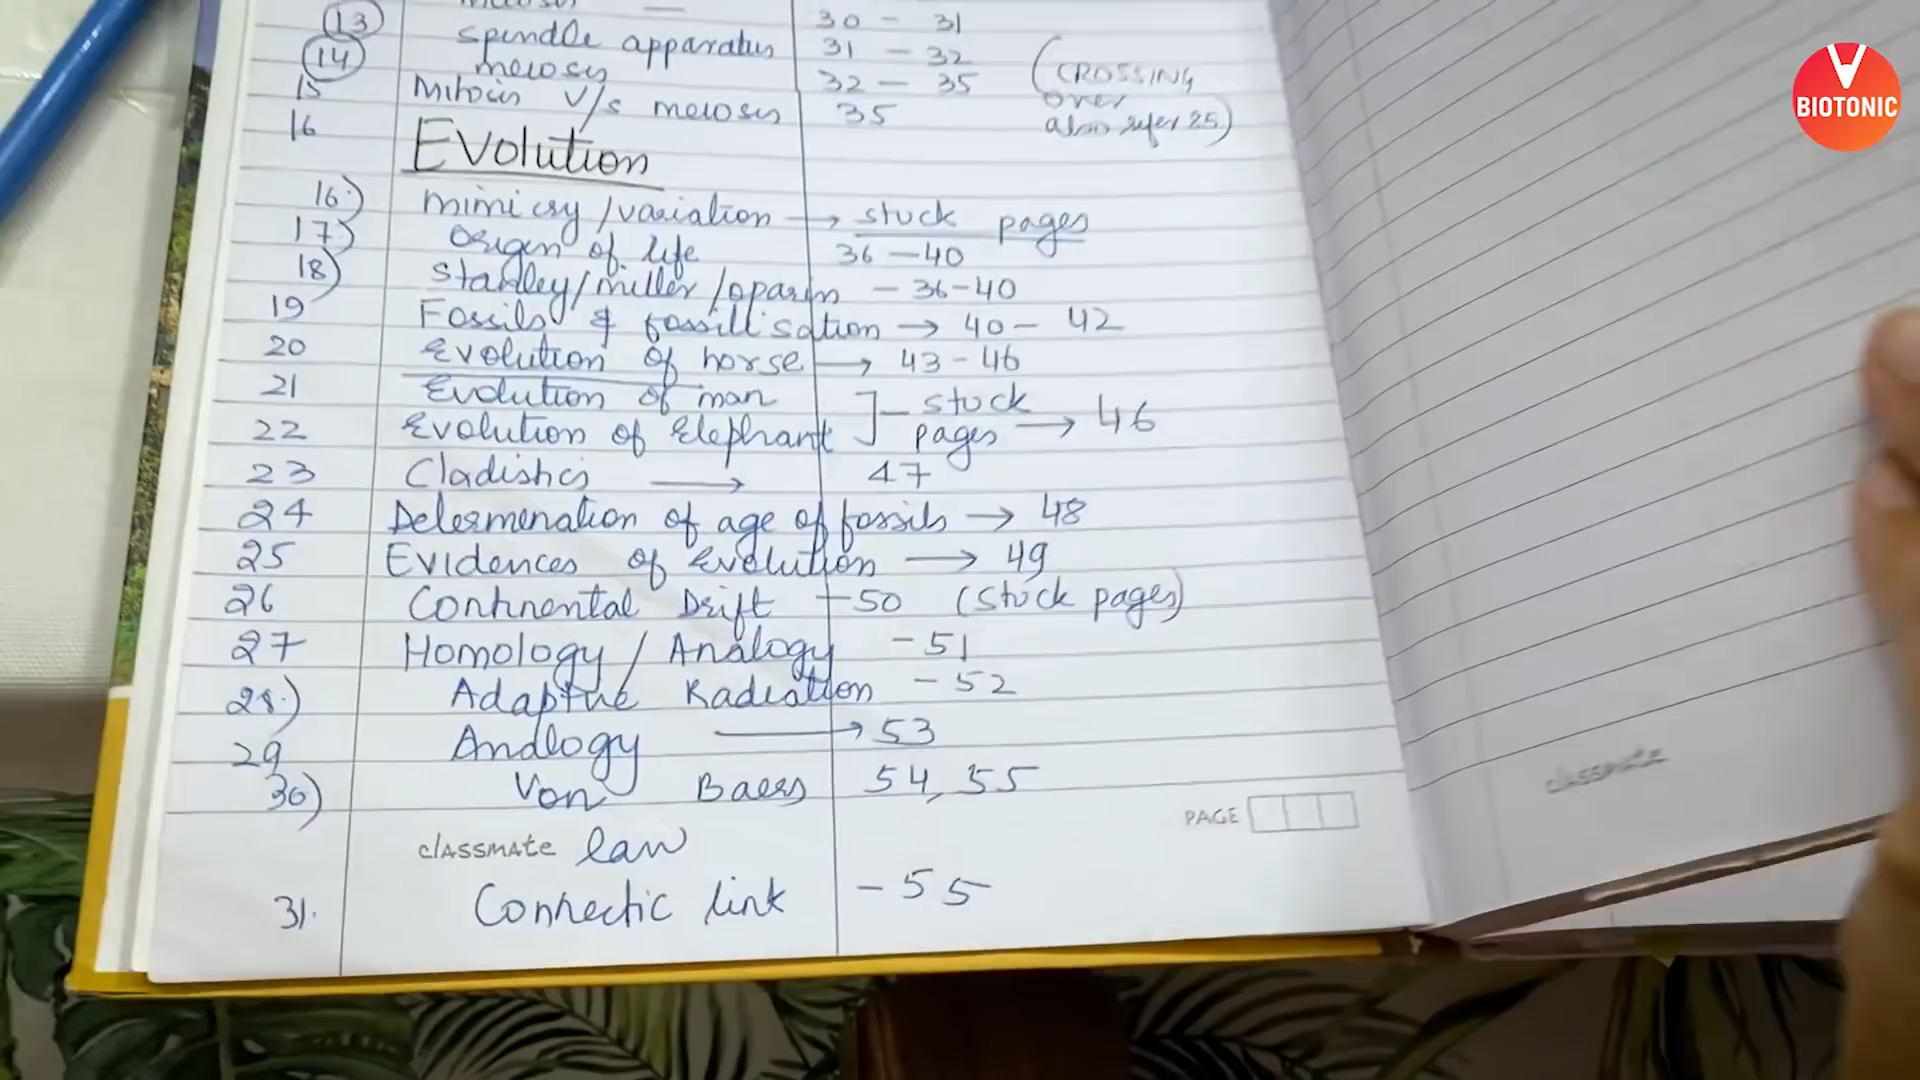 13 30 - 31
14 spindle apparatus 31 - 32
meiosis 32 - 35 (CROSSING
15 Mitosis v/s meiosis 35 over
16 also refer 25)
Evolution
16.) mimicry/variation → stuck pages
17) Origin of life 36-40
18) Stanley/miller/oparin - 36-40
19 Fossils & fossillisation → 40- 42
20 Evolution of horse → 43-46
21 Evolution of man ]- stuck
22 Evolution of Elephant pages → 46
23 Cladistics → 47
24 Determenation of age of fossils → 48
25 Evidences of evolution → 49
26 Continental Drift -50 (Stuck pages)
27 Homology/Analogy -51
28.) Adaptive Radiation -52
29 Analogy → 53
30) Von Baers 54, 55
PAGE
classmate law
31. Connectic link - 55
classmate
V
BIOTONIC